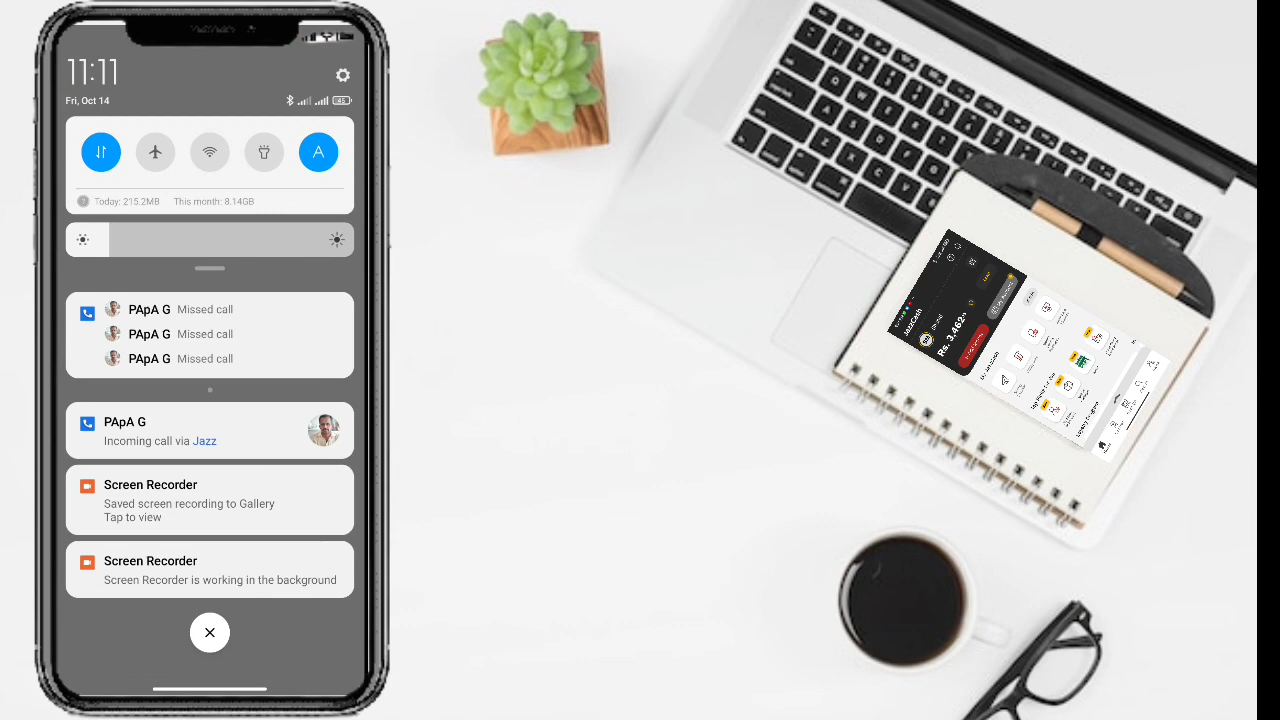 11:11
Fri, Oct 14
45
Today: 215.2MB This month: 8.14GB
PApA G Missed call
PApA G Missed call
PApA G Missed call
PApA G
Incoming call via Jazz
Screen Recorder
Saved screen recording to Gallery
Tap to view
Screen Recorder
Screen Recorder is working in the background
JazzCash
Rs. 3,462